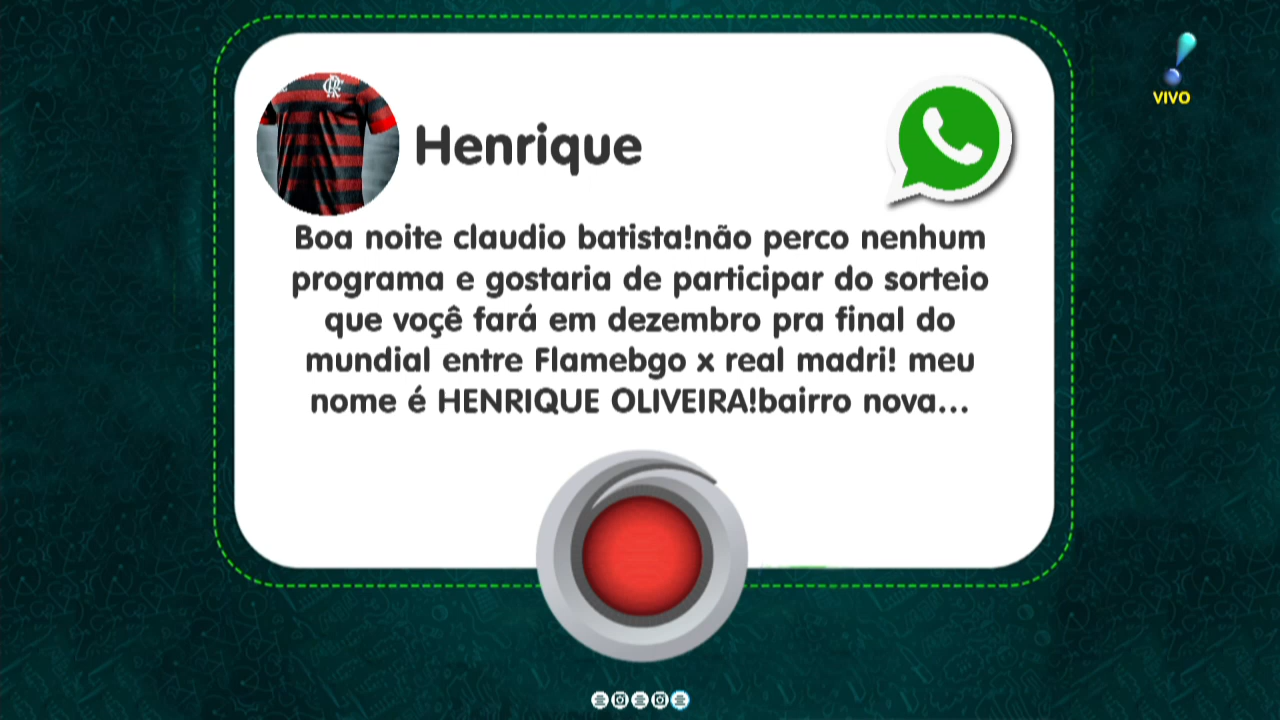 VIVO
Henrique
Boa noite claudio batista!não perco nenhum
programa e gostaria de participar do sorteio
que voçê fará em dezembro pra final do
mundial entre Flamebgo x real madri! meu
nome é HENRIQUE OLIVEIRA!bairro nova...